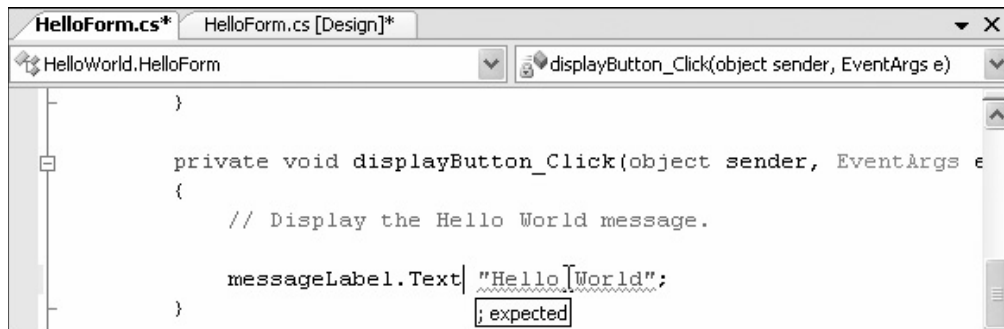 HelloForm.cs* HelloForm.cs [Design]*
HelloWorld.HelloForm displayButton_Click(object sender, EventArgs e)
}
private void displayButton_Click(object sender, EventArgs e
{
// Display the Hello World message.
messageLabel.Text "Hello World";
}
; expected